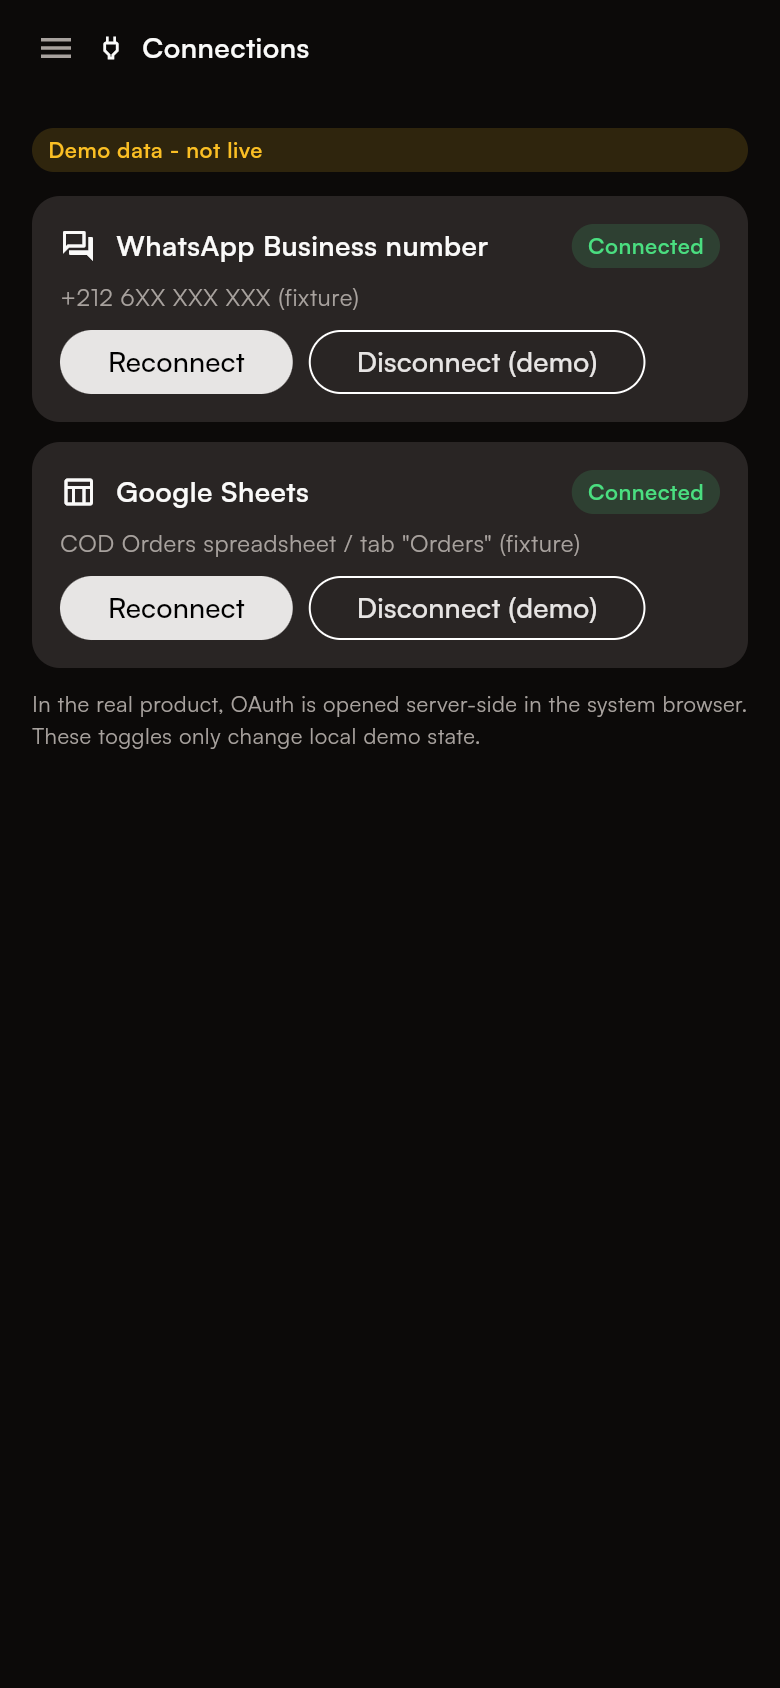 Connections
Demo data - not live
WhatsApp Business number
Connected
+212 6XX XXX XXX (fixture)
Reconnect
Disconnect (demo)
Google Sheets
Connected
COD Orders spreadsheet / tab "Orders" (fixture)
Reconnect
Disconnect (demo)
In the real product, OAuth is opened server-side in the system browser.
These toggles only change local demo state.